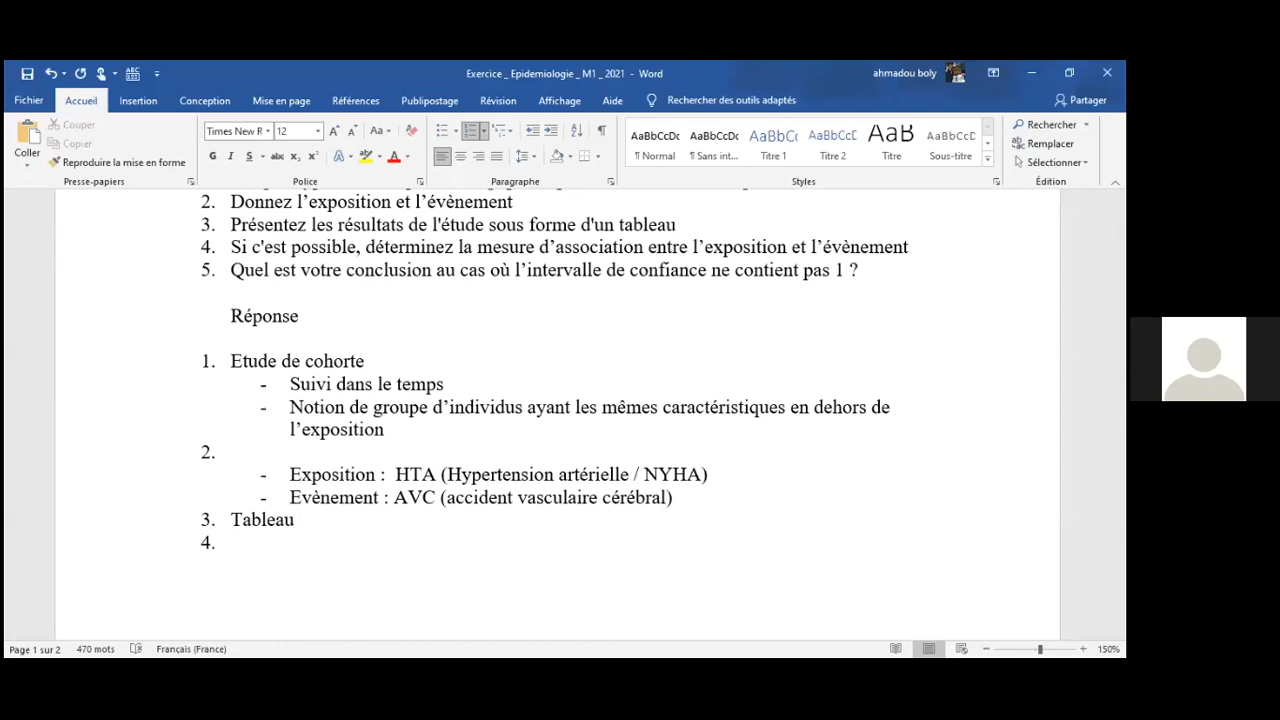 Exercice _ Epidemiologie _ M1 _ 2021 - Word
ahmadou boly
Fichier Accueil Insertion Conception Mise en page Références Publipostage Révision Affichage Aide Rechercher des outils adaptés Partager
Coller
Couper
Copier
Reproduire la mise en forme
Presse-papiers
Times New R 12
Police
Paragraphe
AaBbCcDc AaBbCcDc AaBbCc AaBbCcD AaB AaBbCcD
¶ Normal ¶ Sans int... Titre 1 Titre 2 Titre Sous-titre
Styles
Rechercher
Remplacer
Sélectionner
Édition
2. Donnez l’exposition et l’évènement
3. Présentez les résultats de l'étude sous forme d'un tableau
4. Si c'est possible, déterminez la mesure d’association entre l’exposition et l’évènement
5. Quel est votre conclusion au cas où l’intervalle de confiance ne contient pas 1 ?
Réponse
1. Etude de cohorte
- Suivi dans le temps
- Notion de groupe d’individus ayant les mêmes caractéristiques en dehors de
l’exposition
2.
- Exposition : HTA (Hypertension artérielle / NYHA)
- Evènement : AVC (accident vasculaire cérébral)
3. Tableau
4.
Page 1 sur 2 470 mots Français (France) 150%